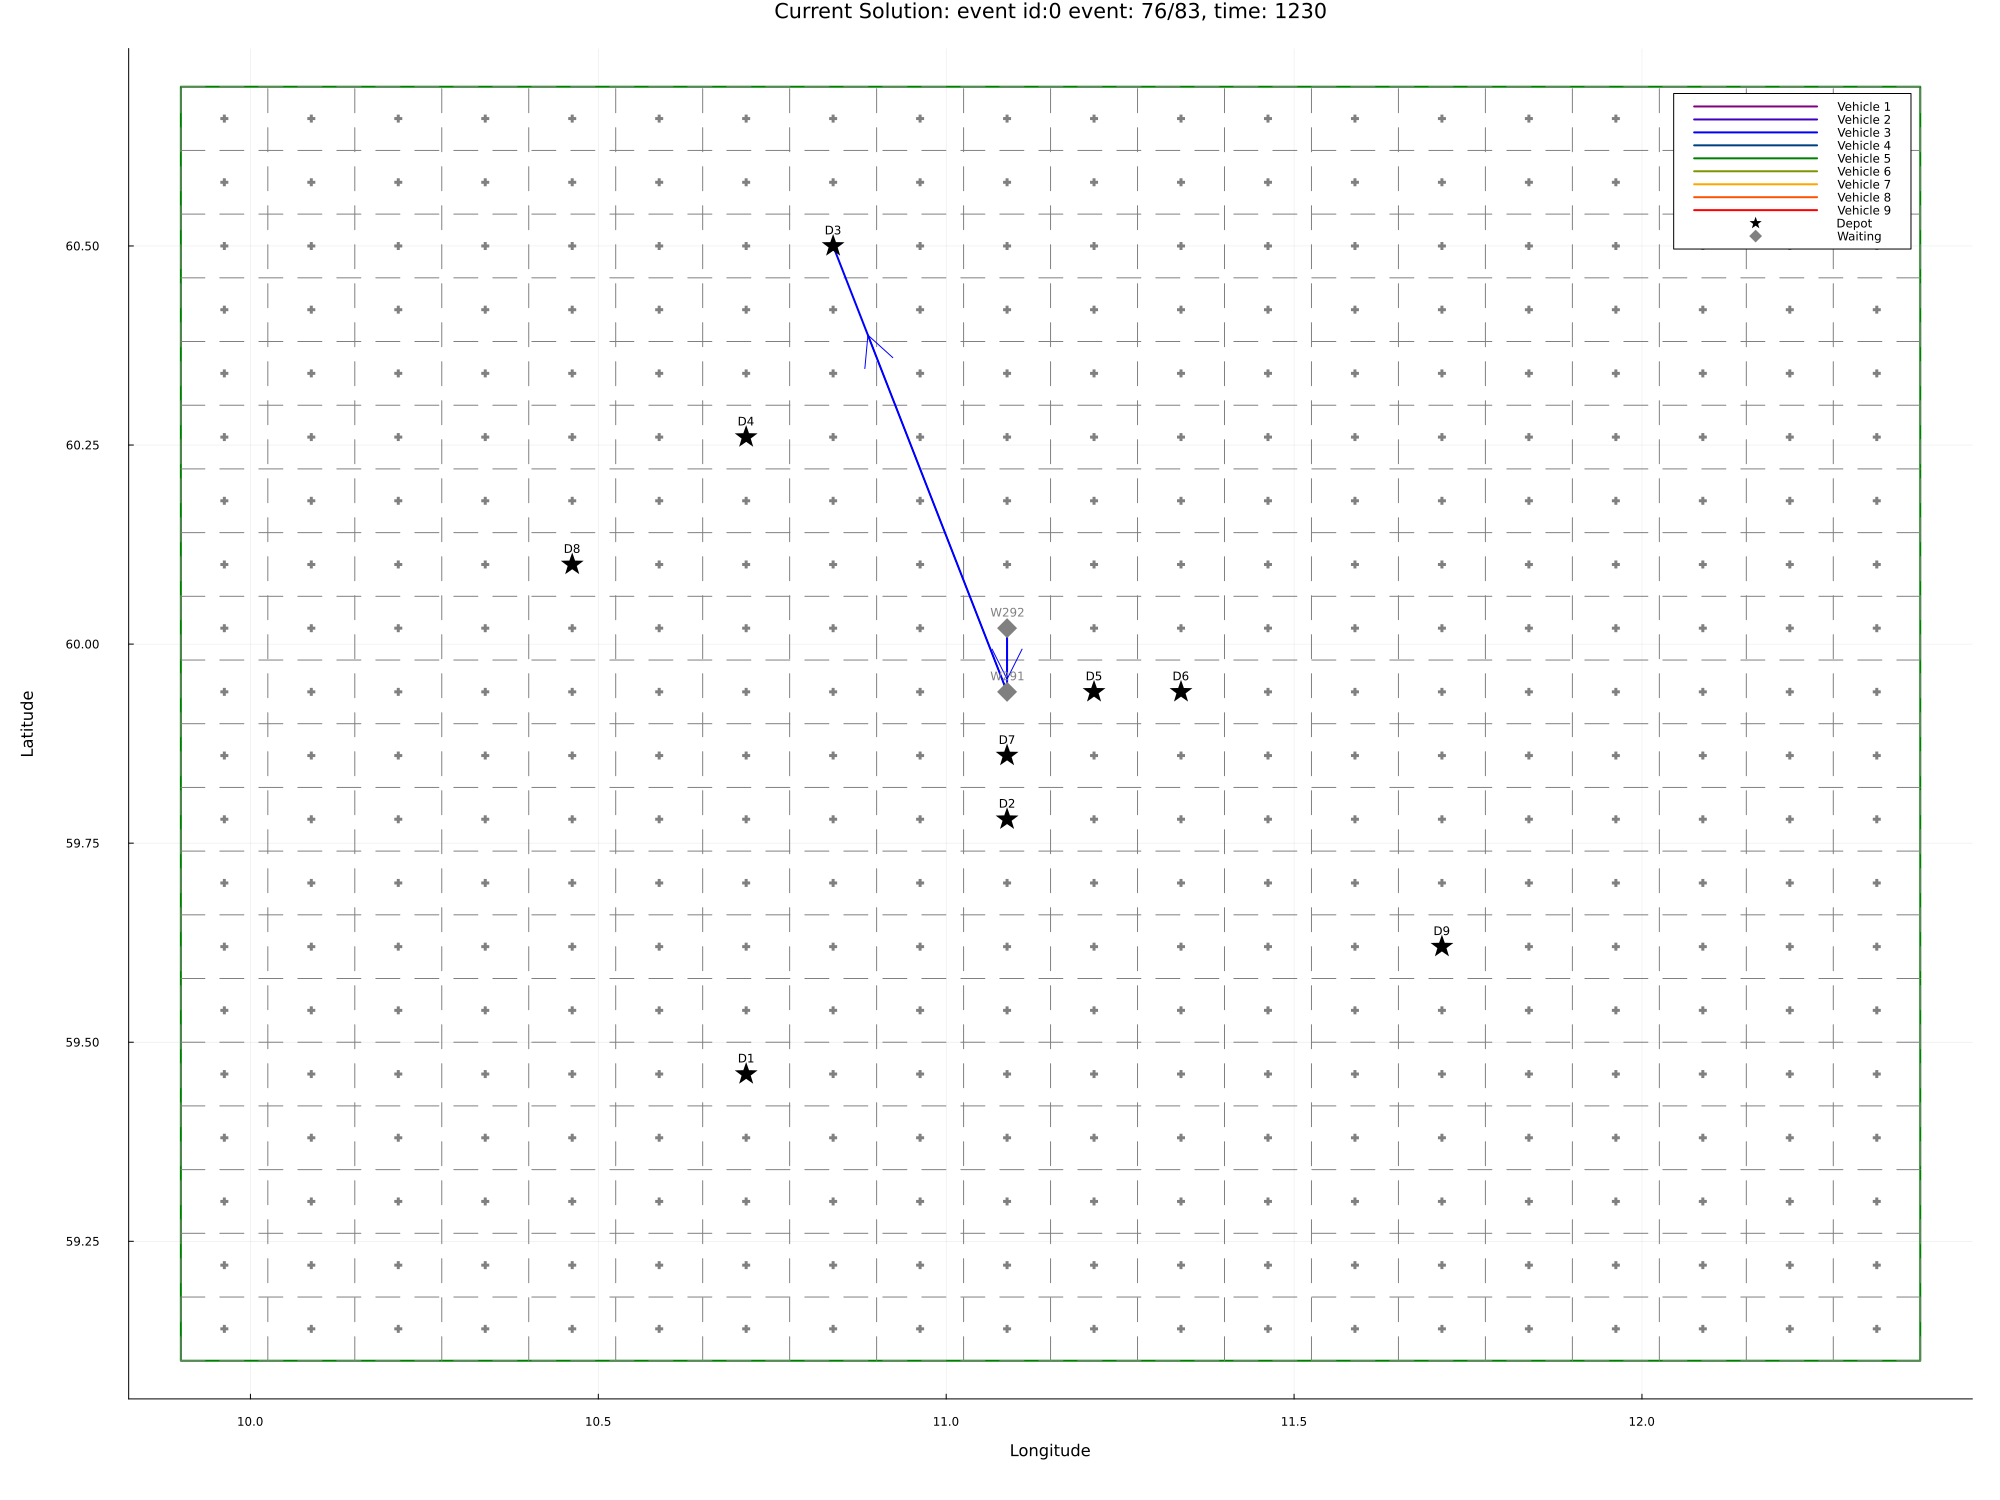 Current Solution: event id:0 event: 76/83, time: 1230
Vehicle 1
Vehicle 2
Vehicle 3
Vehicle 4
Vehicle 5
Vehicle 6
Vehicle 7
Vehicle 8
Vehicle 9
Depot
Waiting
D3
60.50
D4
60.25
D8
W292
60.00
D5
D6
D7
D2
59.75
D9
59.50
D1
59.25
Latitude
10.0
10.5
11.0
11.5
12.0
Longitude